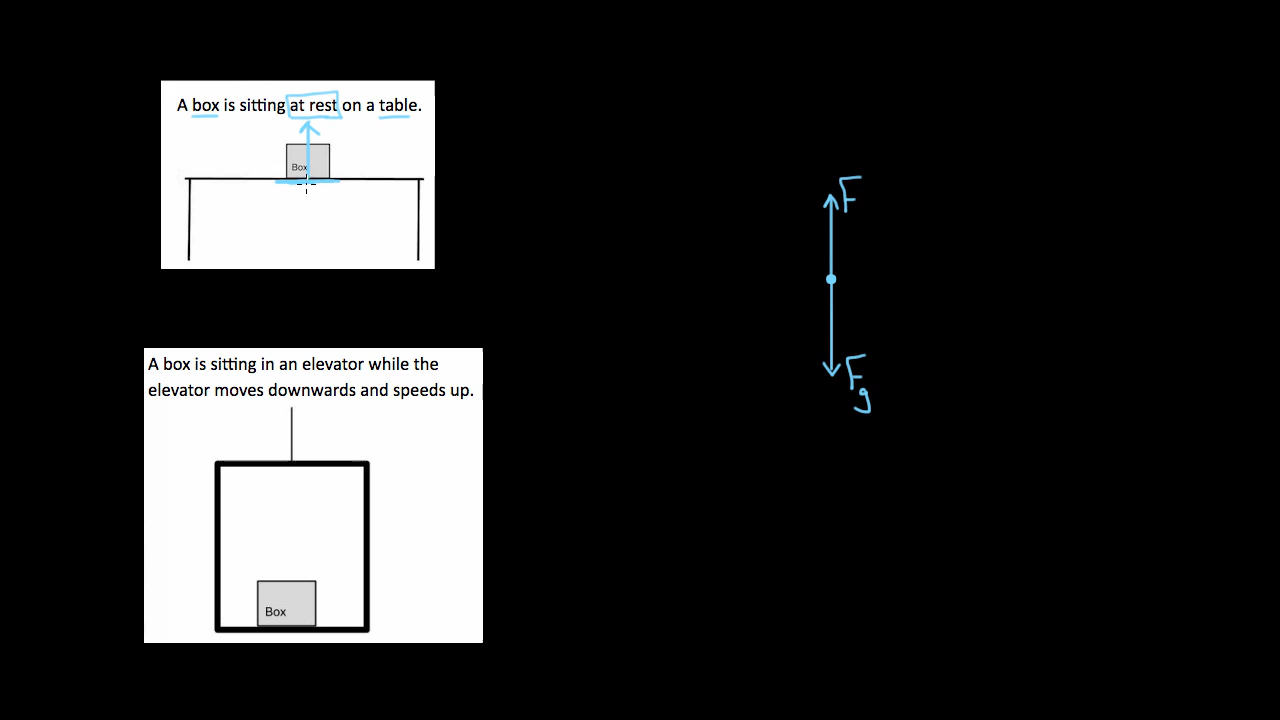 A box is sitting at rest on a table.
Box
F
Fg
A box is sitting in an elevator while the
elevator moves downwards and speeds up.
Box